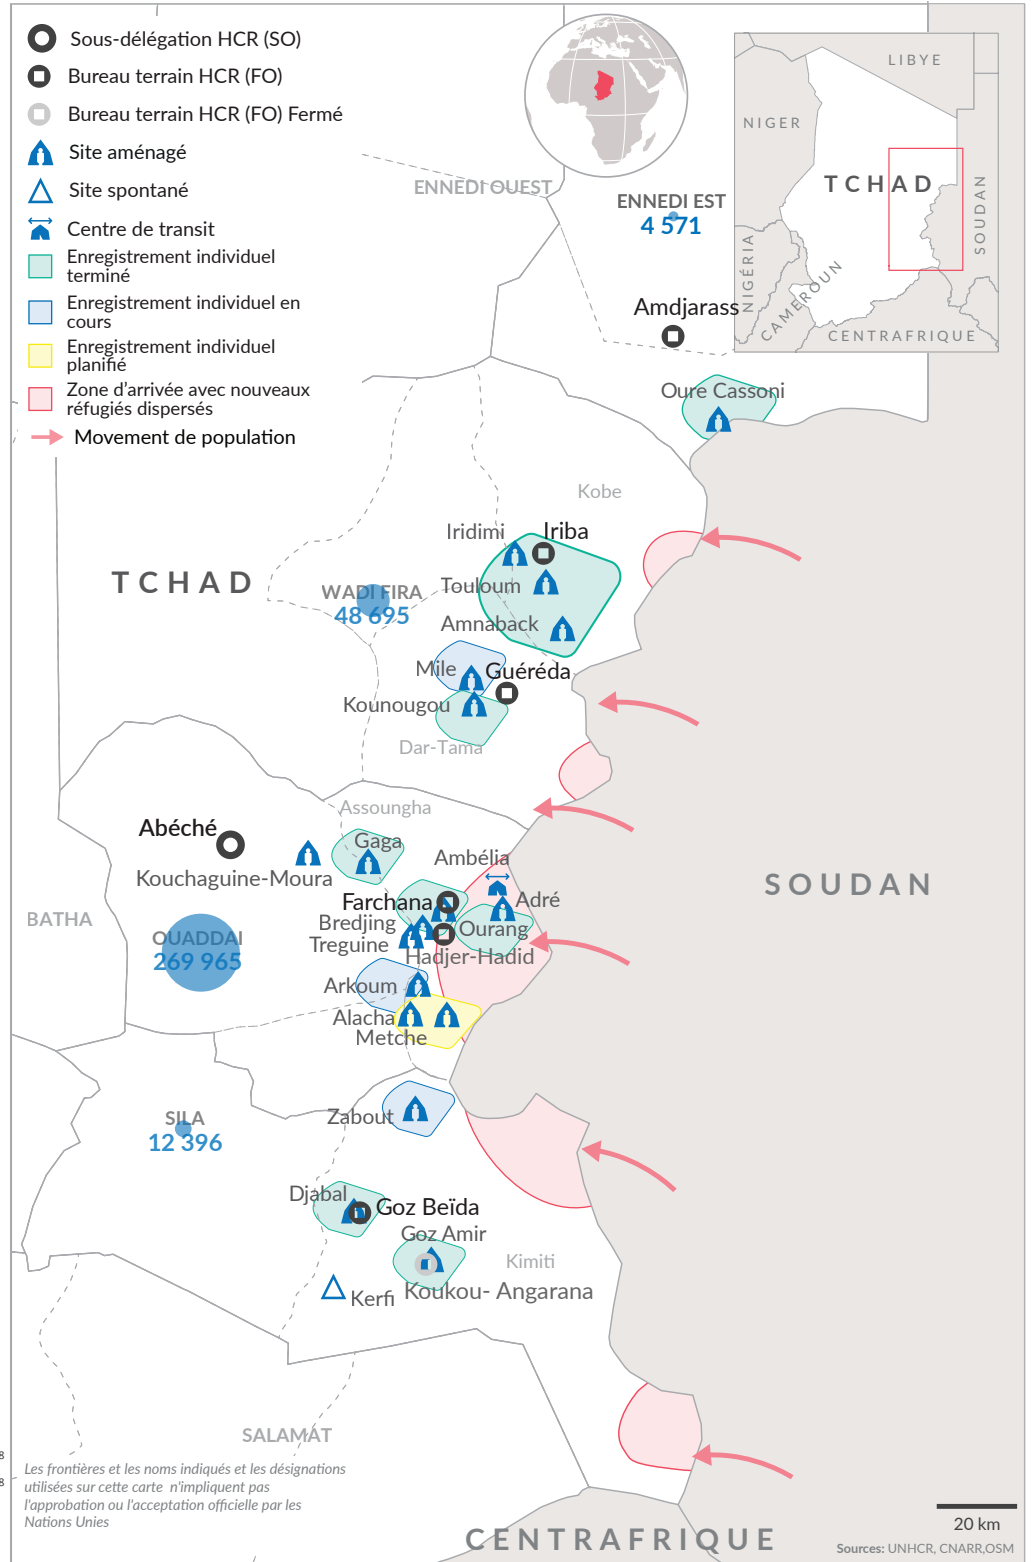 Sous-délégation HCR (SO)
Bureau terrain HCR (FO)
Bureau terrain HCR (FO) Fermé
Site aménagé
Site spontané
Centre de transit
Enregistrement individuel
terminé
Enregistrement individuel en
cours
Enregistrement individuel
planifié
Zone d'arrivée avec nouveaux
réfugiés dispersés
Movement de population
LIBYE
NIGER
TCHAD
SOUDAN
NIGÉRIA
CAMEROUN
CENTRAFRIQUE
ENNEDI OUEST
ENNEDI EST
4 571
Amdjarass
Oure Cassoni
Kobe
Iridimi
Iriba
TCHAD
WADI FIRA
48 695
Touloum
Amnaback
Mile
Guéréda
Kounougou
Dar-Tama
Assoungha
Abéché
Gaga
Ambélia
Kouchaguine-Moura
SOUDAN
Farchana
Adré
BATHA
Bredjing
Ourang
Treguine
OUADDAI
269 965
Hadjer-Hadid
Arkoum
Alacha
Metche
Zabout
SILA
12 396
Djabal
Goz Beïda
Goz Amir
Kimiti
Koukou- Angarana
Kerfi
SALAMAT
8
8
Les frontières et les noms indiqués et les désignations
utilisées sur cette carte n'impliquent pas
l'approbation ou l'acceptation officielle par les
Nations Unies
CENTRAFRIQUE
20 km
Sources: UNHCR, CNARR,OSM